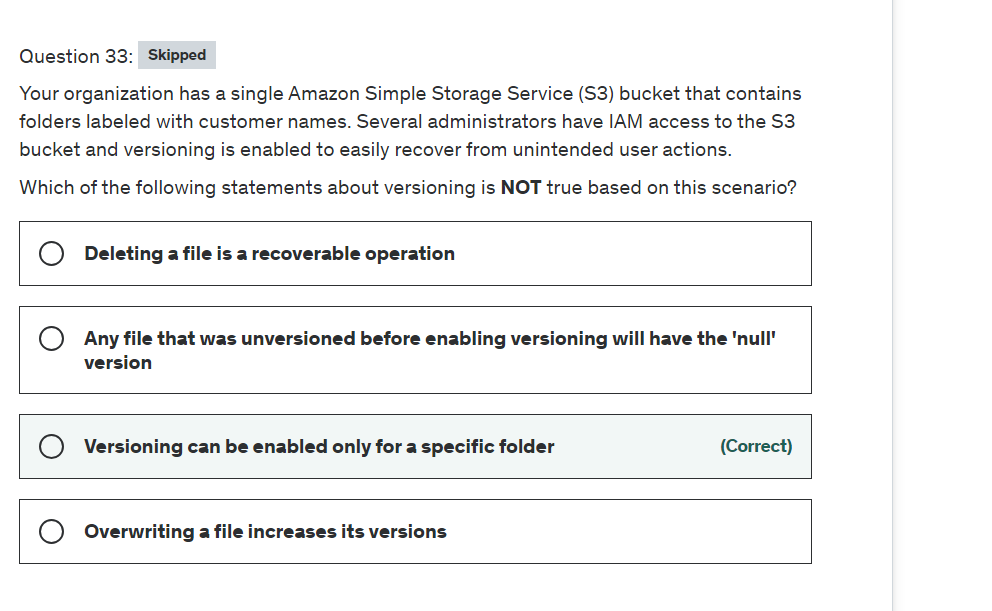 Question 33: Skipped
Your organization has a single Amazon Simple Storage Service (S3) bucket that contains
folders labeled with customer names. Several administrators have IAM access to the S3
bucket and versioning is enabled to easily recover from unintended user actions.
Which of the following statements about versioning is NOT true based on this scenario?
Deleting a file is a recoverable operation
Any file that was unversioned before enabling versioning will have the 'null'
version
Versioning can be enabled only for a specific folder (Correct)
Overwriting a file increases its versions